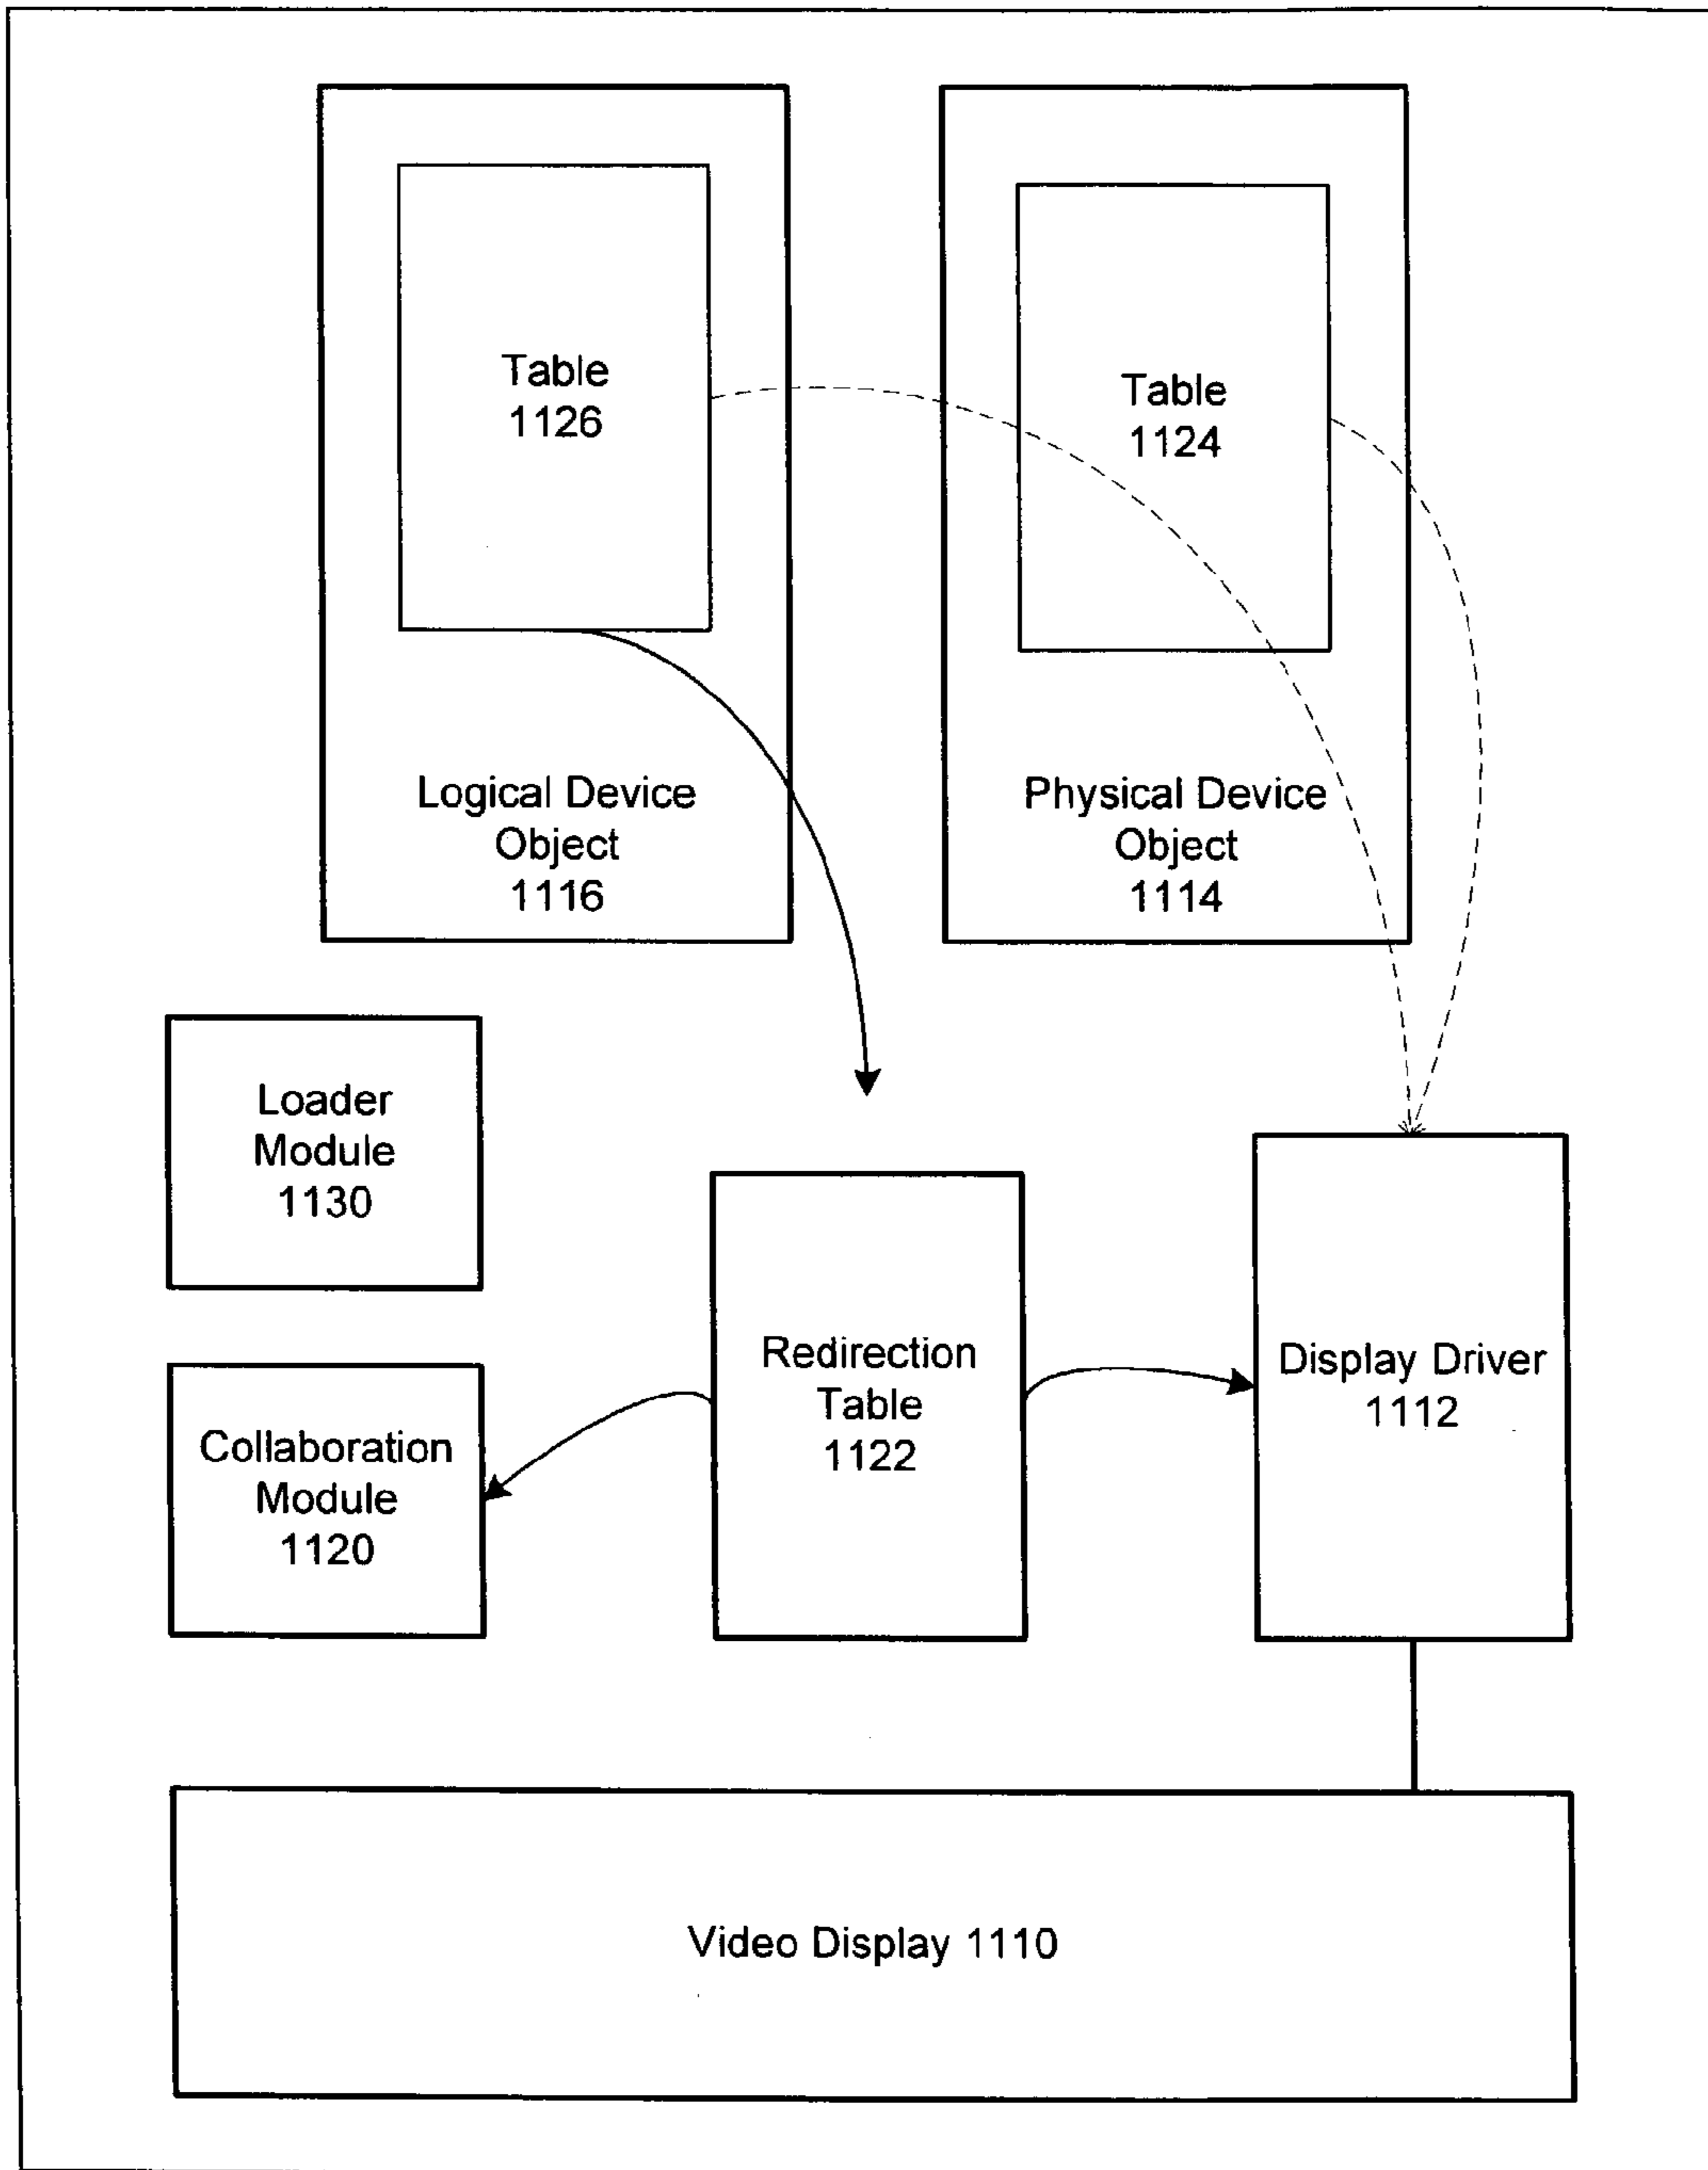 Table
1126
Table
1124
Logical Device
Object
1116
Physical Device
Object
1114
Loader
Module
1130
Redirection
Table
1122
Display Driver
1112
Collaboration
Module
1120
Video Display 1110